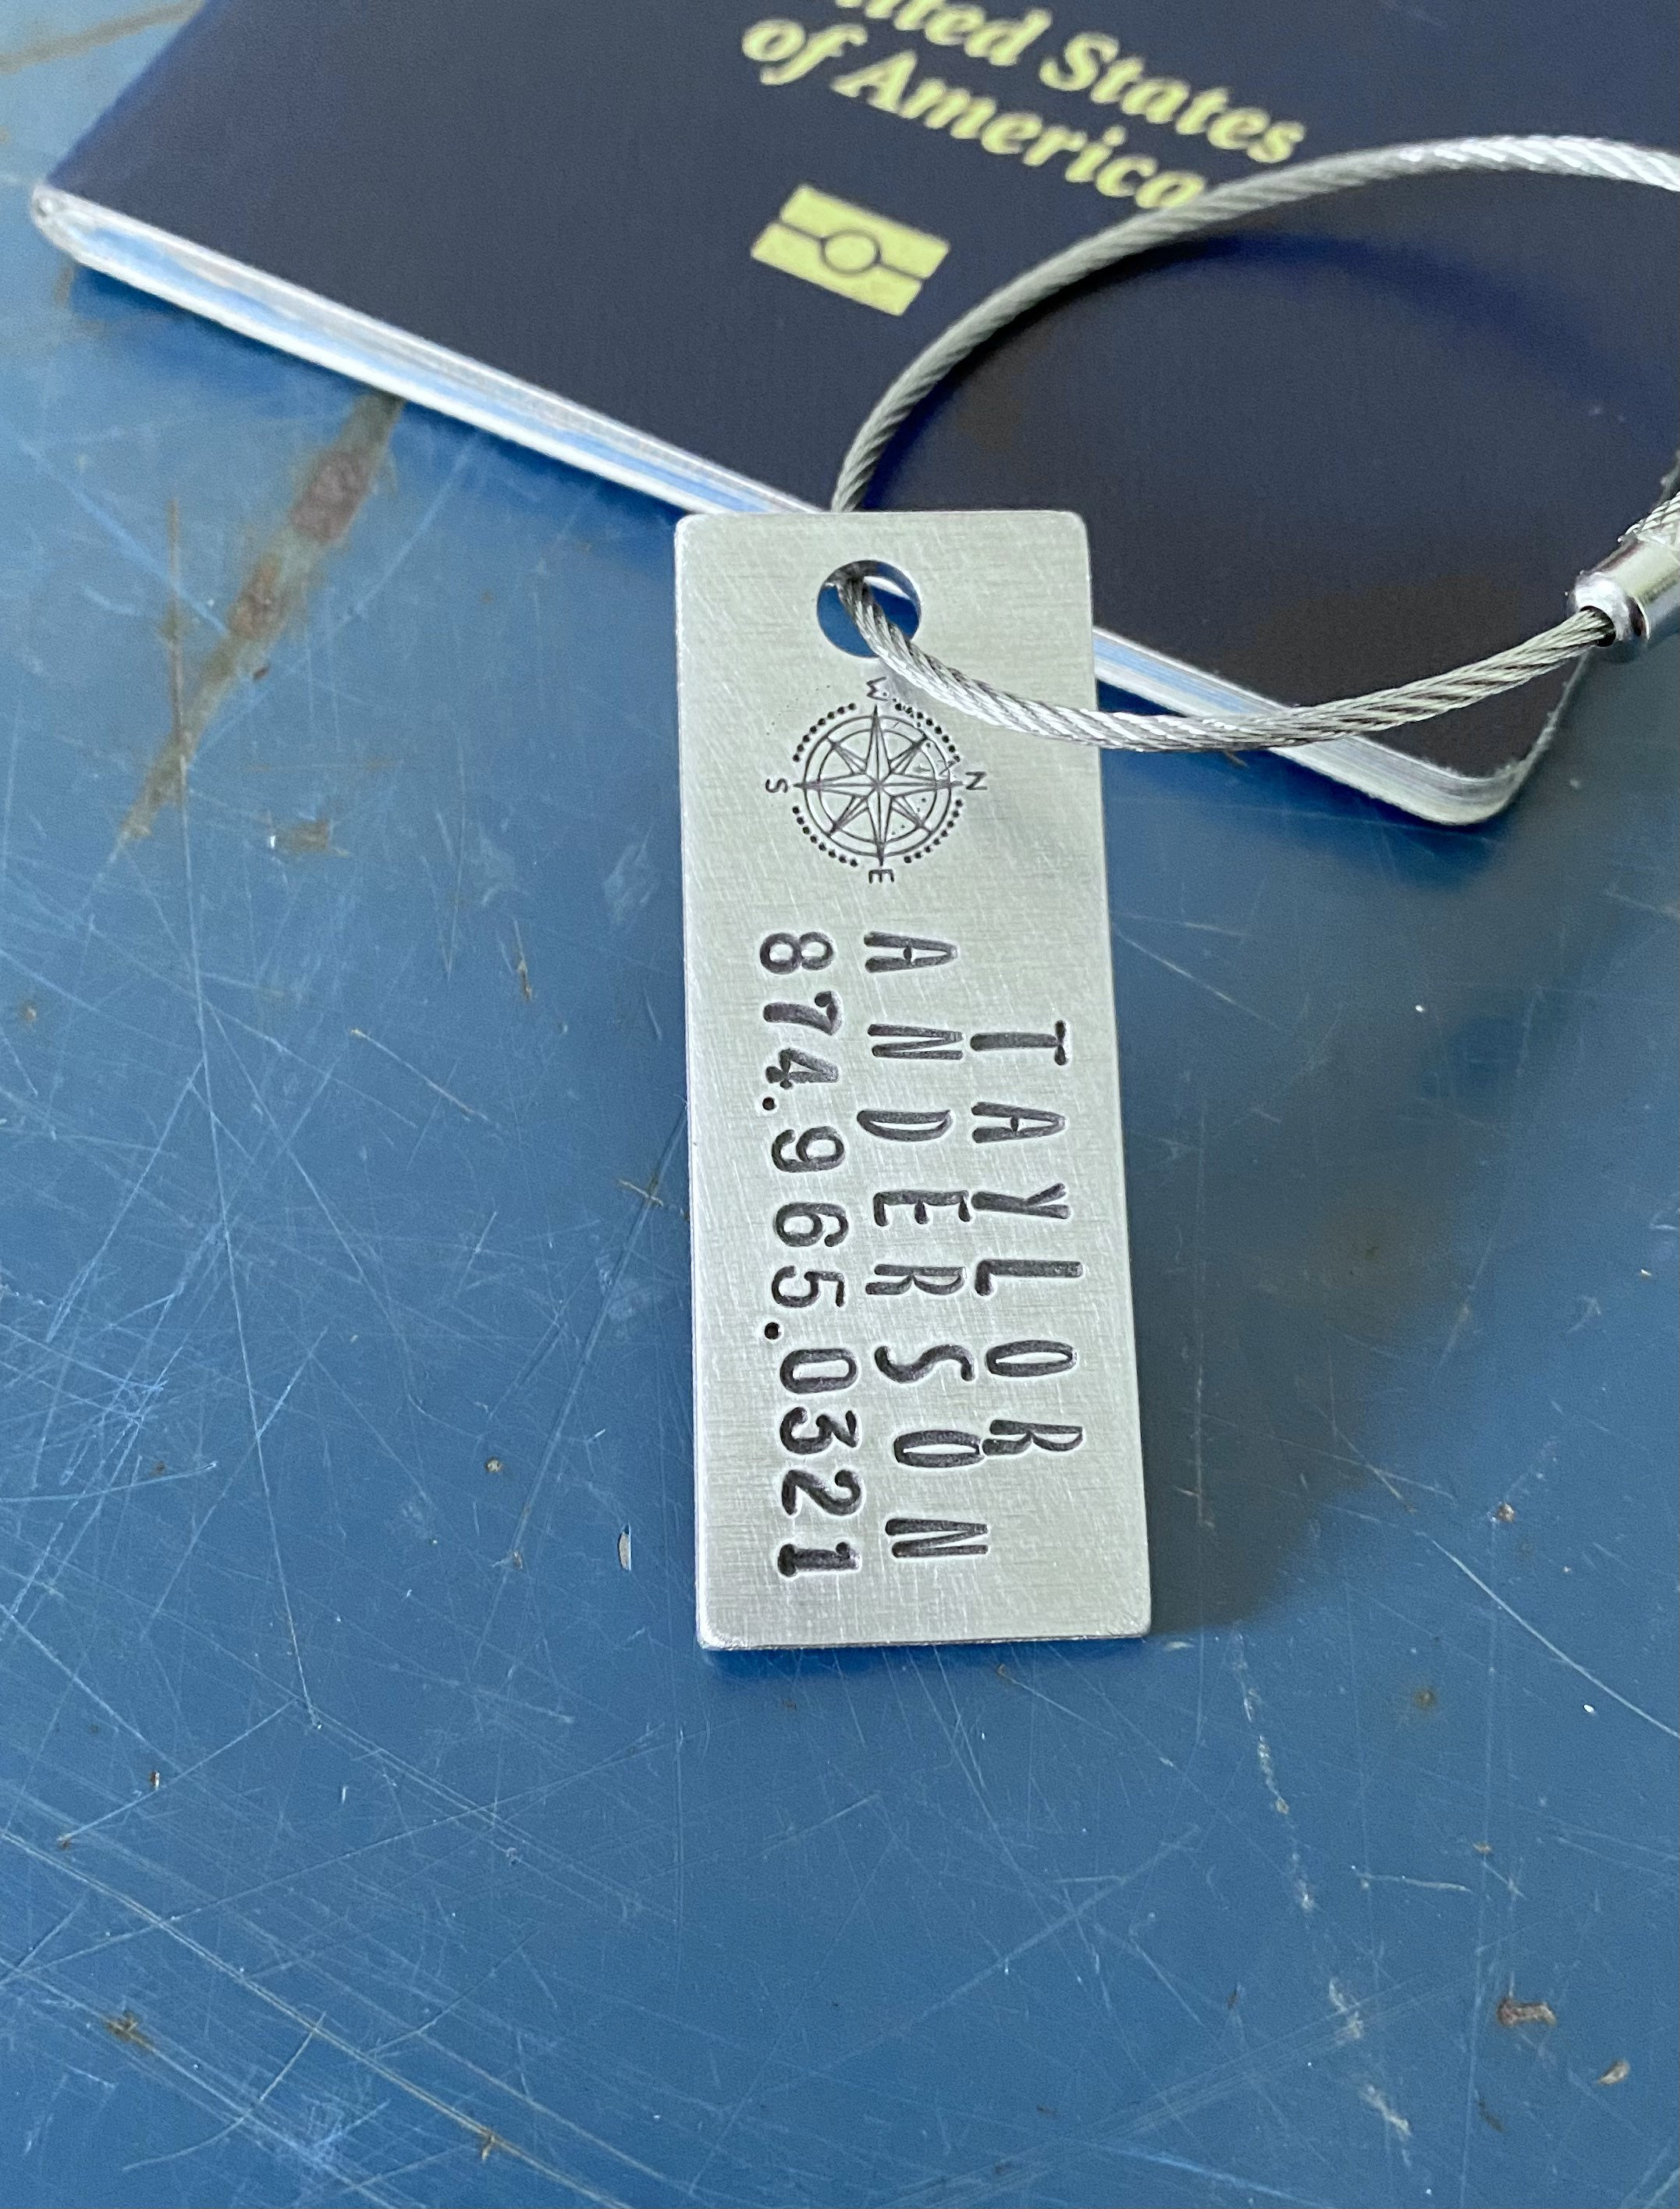 United States
of America
W
N
S
E
TAYLOR
ANDERSON
874.965.0321